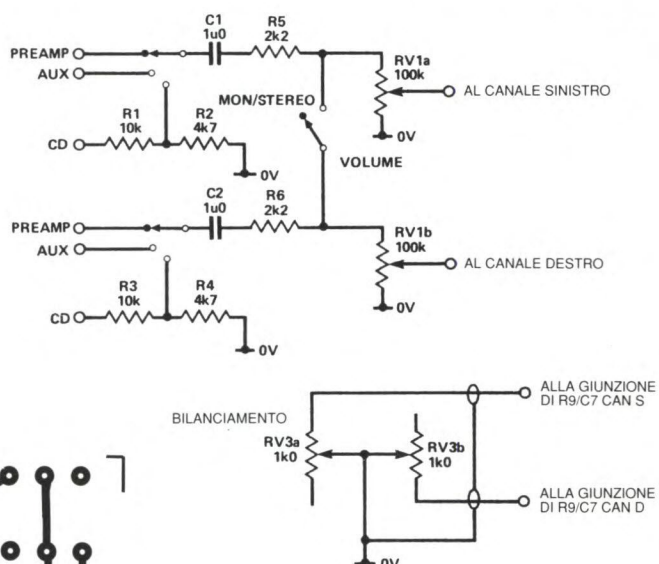 C1
1u0
R5
2k2
PREAMP
AUX
RV1a
100k
AL CANALE SINISTRO
MON/STEREO
R1
10k
R2
4k7
0V
CD
0V
VOLUME
C2
1u0
R6
2k2
PREAMP
AUX
RV1b
100k
AL CANALE DESTRO
R3
10k
R4
4k7
0V
CD
0V
ALLA GIUNZIONE
DI R9/C7 CAN S
BILANCIAMENTO
RV3a
1k0
RV3b
1k0
ALLA GIUNZIONE
DI R9/C7 CAN D
0V